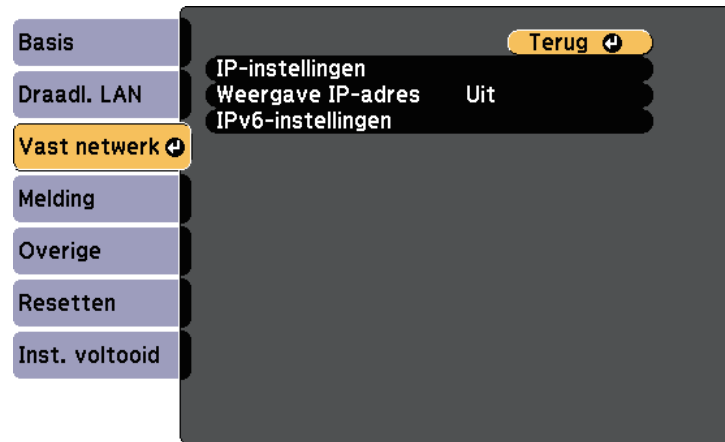 Basis
Draadl. LAN
Vast netwerk
Melding
Overige
Resetten
Inst. voltooid
Terug
IP-instellingen
Weergave IP-adres Uit
IPv6-instellingen